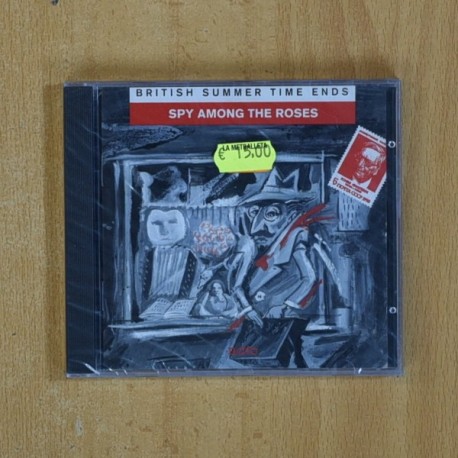 BRITISH SUMMER TIME ENDS
SPY AMONG THE ROSES
LA METRALLETA
€ 15,00